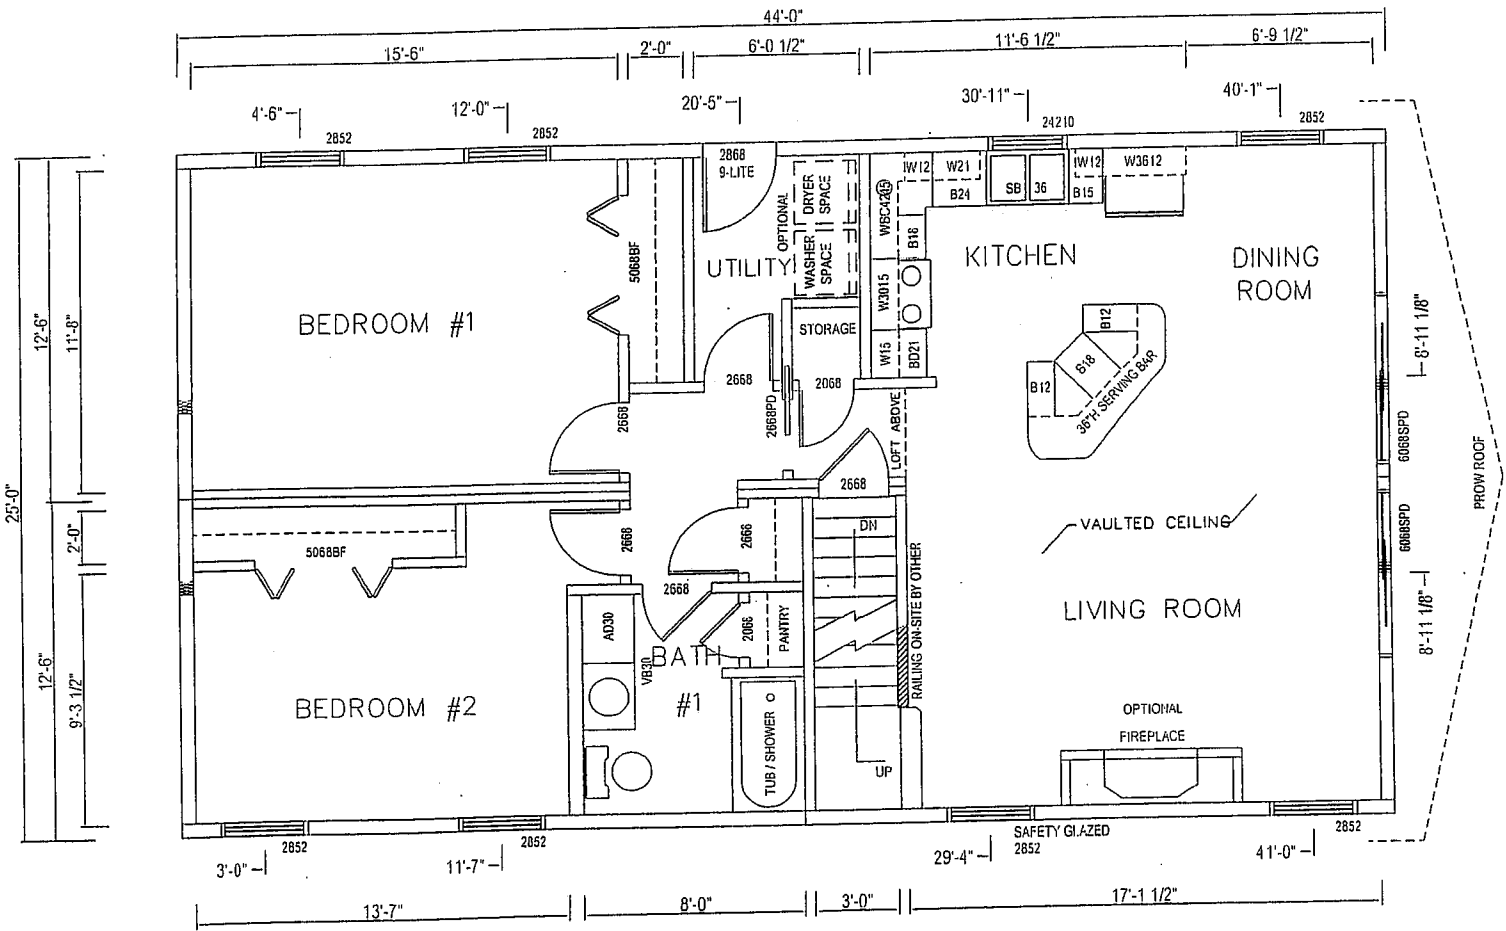 44'-0"
15'-6"
2'-0"
6'-0 1/2"
11'-6 1/2"
6'-9 1/2"
4'-6"
12'-0"
20'-5"
30'-11"
40'-1"
2852
2852
24210
2852
2868
9-LITE
OPTIONAL
DRYER
SPACE
WASHER
SPACE
UTILITY
STORAGE
W12
W21
B24
SB
36
W12
B15
W3612
B18
W3015
W15
BD21
KITCHEN
DINING
ROOM
B12
B18
B12
36"H SERVING BAR
BEDROOM #1
5068BF
2668
2668
2668PD
2068
LOFT ABOVE
2668
12'-6"
11'-8"
25'-0"
2'-0"
12'-6"
9'-3 1/2"
8'-11 1/8"
6068SPD
6068SPD
8'-11 1/8"
PROW ROOF
5068BF
2668
2668
2668
2068
PANTRY
DN
UP
RAILING ON-SITE BY OTHER
VAULTED CEILING
LIVING ROOM
AD30
VB30
BATH
#1
TUB / SHOWER
BEDROOM #2
OPTIONAL
FIREPLACE
SAFETY GLAZED
2852
2852
2852
2852
3'-0"
11'-7"
29'-4"
41'-0"
13'-7"
8'-0"
3'-0"
17'-1 1/2"